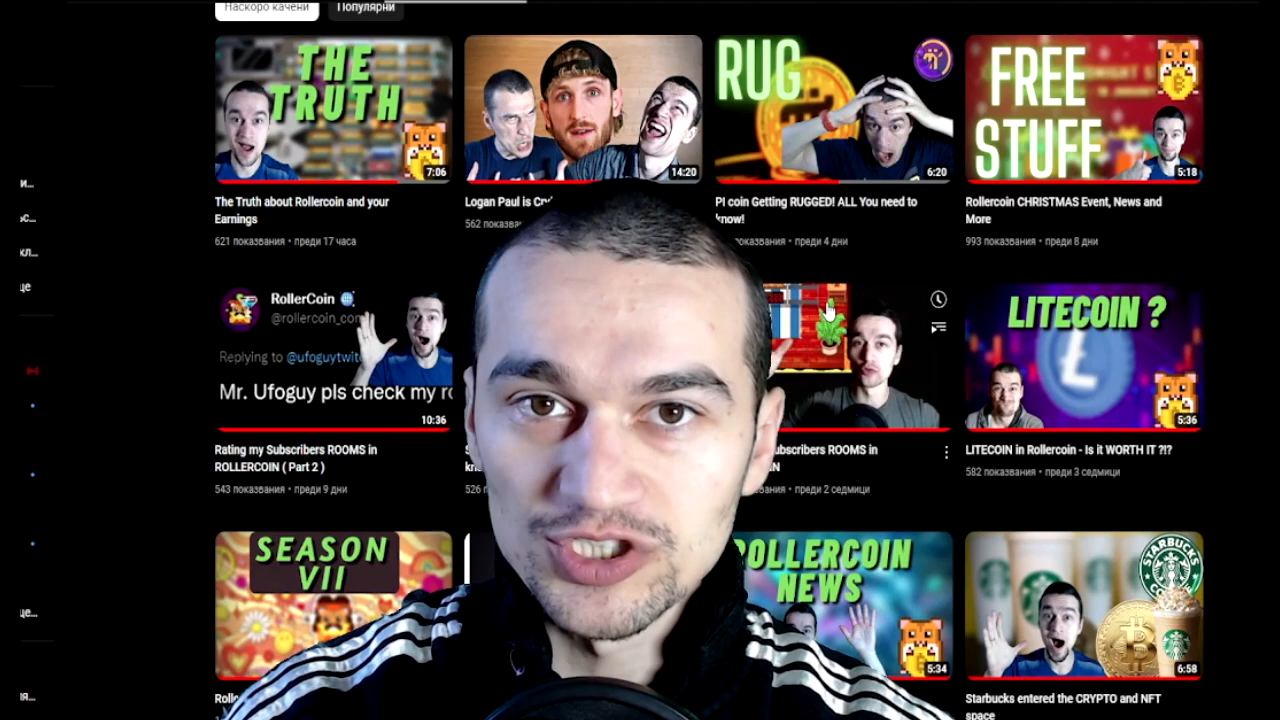 Наскоро качени
Популярни
THE
TRUTH
7:06
14:20
RUG
6:20
FREE
STUFF
5:18
The Truth about Rollercoin and your
Earnings
621 показвания • преди 17 часа
Logan Paul is
562
PI coin Getting RUGGED! ALL You need to
know!
преди 4 дни
Rollercoin CHRISTMAS Event, News and
More
993 показвания • преди 8 дни
RollerCoin
@rollercoin_com
Replying to
Mr. Ufoguy pls check my
10:36
LITECOIN ?
5:36
Rating my Subscribers ROOMS in
ROLLERCOIN ( Part 2 )
543 показвания • преди 9 дни
526
ROOMS in
преди 2 седмици
LITECOIN in Rollercoin - Is it WORTH IT ?!?
582 показвания • преди 3 седмици
SEASON
VII
ROLLERCOIN
NEWS
5:34
STARBUCKS
6:58
Starbucks entered the CRYPTO and NFT
space